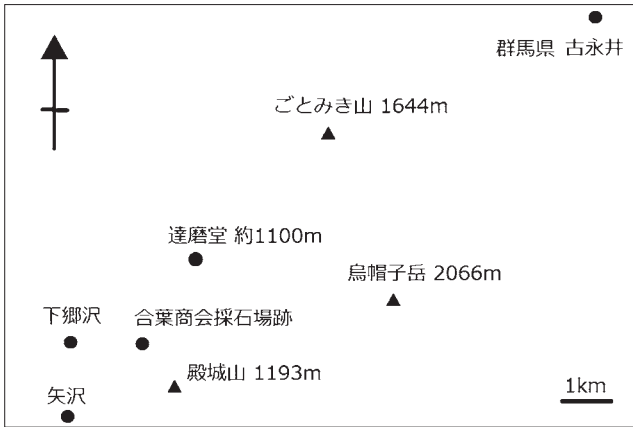 群馬県 古永井
ごとみき山 1644m
達磨堂 約1100m
烏帽子岳 2066m
下郷沢
合葉商会採石場跡
殿城山 1193m
1km
矢沢